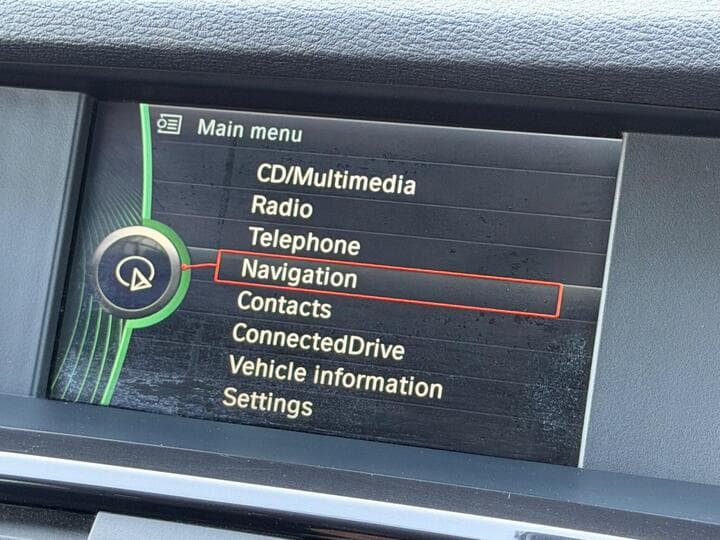 Main menu
CD/Multimedia
Radio
Telephone
Navigation
Contacts
ConnectedDrive
Vehicle information
Settings